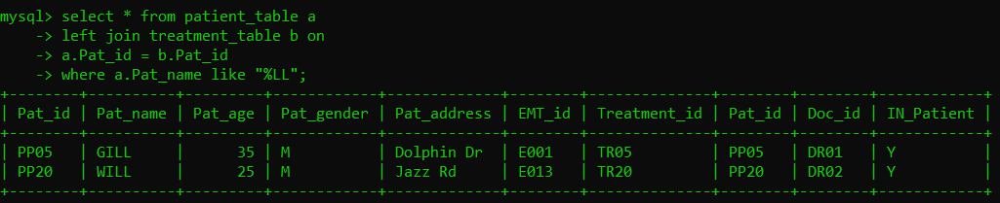 mysql> select * from patient_table a
    -> left join treatment_table b on
    -> a.Pat_id = b.Pat_id
    -> where a.Pat_name like "%LL";
+--------+----------+---------+------------+-------------+--------+--------------+--------+--------+------------+
| Pat_id | Pat_name | Pat_age | Pat_gender | Pat_address | EMT_id | Treatment_id | Pat_id | Doc_id | IN_Patient |
+--------+----------+---------+------------+-------------+--------+--------------+--------+--------+------------+
| PP05   | GILL     |      35 | M          | Dolphin Dr  | E001   | TR05         | PP05   | DR01   | Y          |
| PP20   | WILL     |      25 | M          | Jazz Rd     | E013   | TR20         | PP20   | DR02   | Y          |
+--------+----------+---------+------------+-------------+--------+--------------+--------+--------+------------+